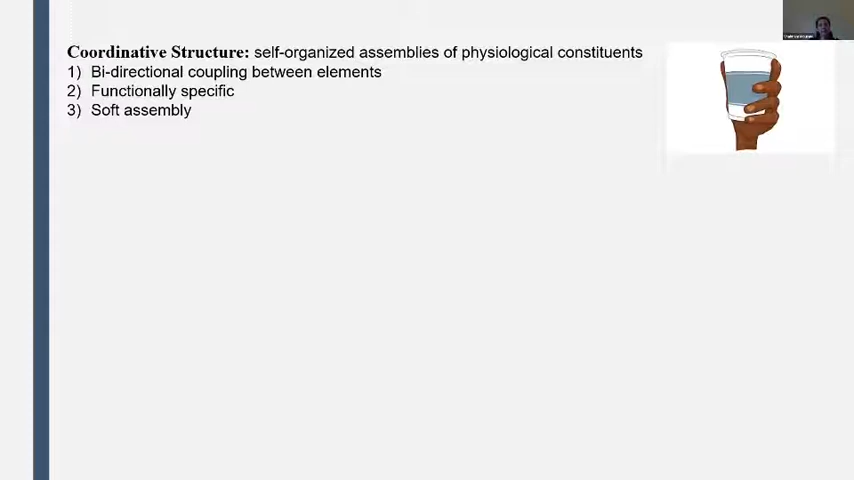 Coordinative Structure: self-organized assemblies of physiological constituents
1) Bi-directional coupling between elements
2) Functionally specific
3) Soft assembly